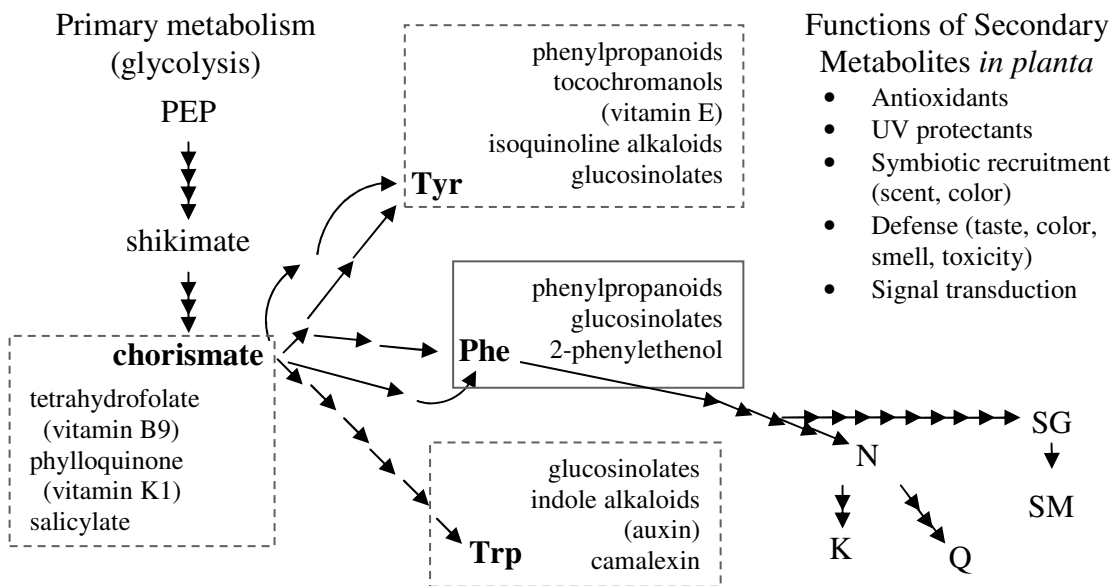 Primary metabolism
(glycolysis)
PEP
shikimate
chorismate
tetrahydrofolate
(vitamin B9)
phylloquinone
(vitamin K1)
salicylate
phenylpropanoids
tocochromanols
(vitamin E)
isoquinoline alkaloids
glucosinolates
Tyr
phenylpropanoids
glucosinolates
2-phenylethenol
Phe
glucosinolates
indole alkaloids
(auxin)
camalexin
Trp
Functions of Secondary
Metabolites in planta
• Antioxidants
• UV protectants
• Symbiotic recruitment
(scent, color)
• Defense (taste, color,
smell, toxicity)
• Signal transduction
SG
N
SM
K
Q